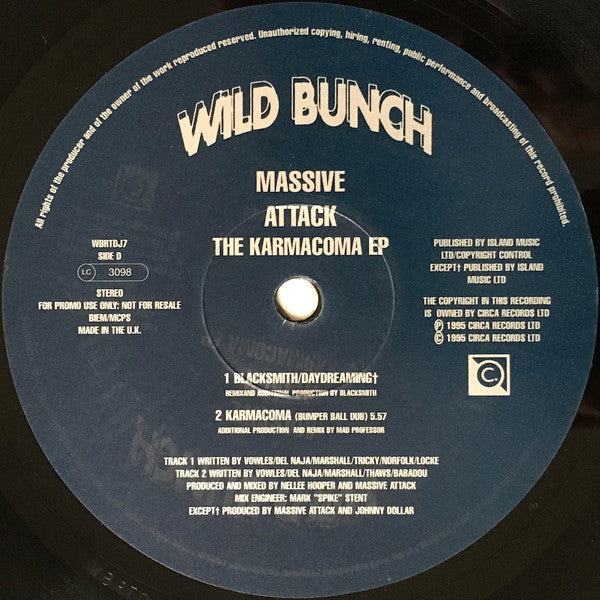 All rights of the producer and of the owner of the work reproduced reserved. Unauthorized copying, hiring, renting, public performance and broadcasting of this record prohibited.
WILD BUNCH
MASSIVE
ATTACK
THE KARMACOMA EP
WBRTDJ7
SIDE D
LC 3098
STEREO
FOR PROMO USE ONLY: NOT FOR RESALE
BIEM/MCPS
MADE IN THE U.K.
PUBLISHED BY ISLAND MUSIC
LTD/COPYRIGHT CONTROL
EXCEPT† PUBLISHED BY ISLAND
MUSIC LTD
THE COPYRIGHT IN THIS RECORDING
IS OWNED BY CIRCA RECORDS LTD
℗ 1995 CIRCA RECORDS LTD
© 1995 CIRCA RECORDS LTD
C.
1 BLACKSMITH/DAYDREAMING†
REMIXAND ADDITIONAL PRODUCTION BY BLACKSMITH
2 KARMACOMA (BUMPER BALL DUB) 5.57
ADDITIONAL PRODUCTION AND REMIX BY MAD PROFESSOR
TRACK 1 WRITTEN BY VOWLES/DEL NAJA/MARSHALL/TRICKY/NORFOLK/LOCKE
TRACK 2 WRITTEN BY VOWLES/DEL NAJA/MARSHALL/THAWS/BABADOU
PRODUCED AND MIXED BY NELLEE HOOPER AND MASSIVE ATTACK
MIX ENGINEER: MARK "SPIKE" STENT
EXCEPT† PRODUCED BY MASSIVE ATTACK AND JOHNNY DOLLAR